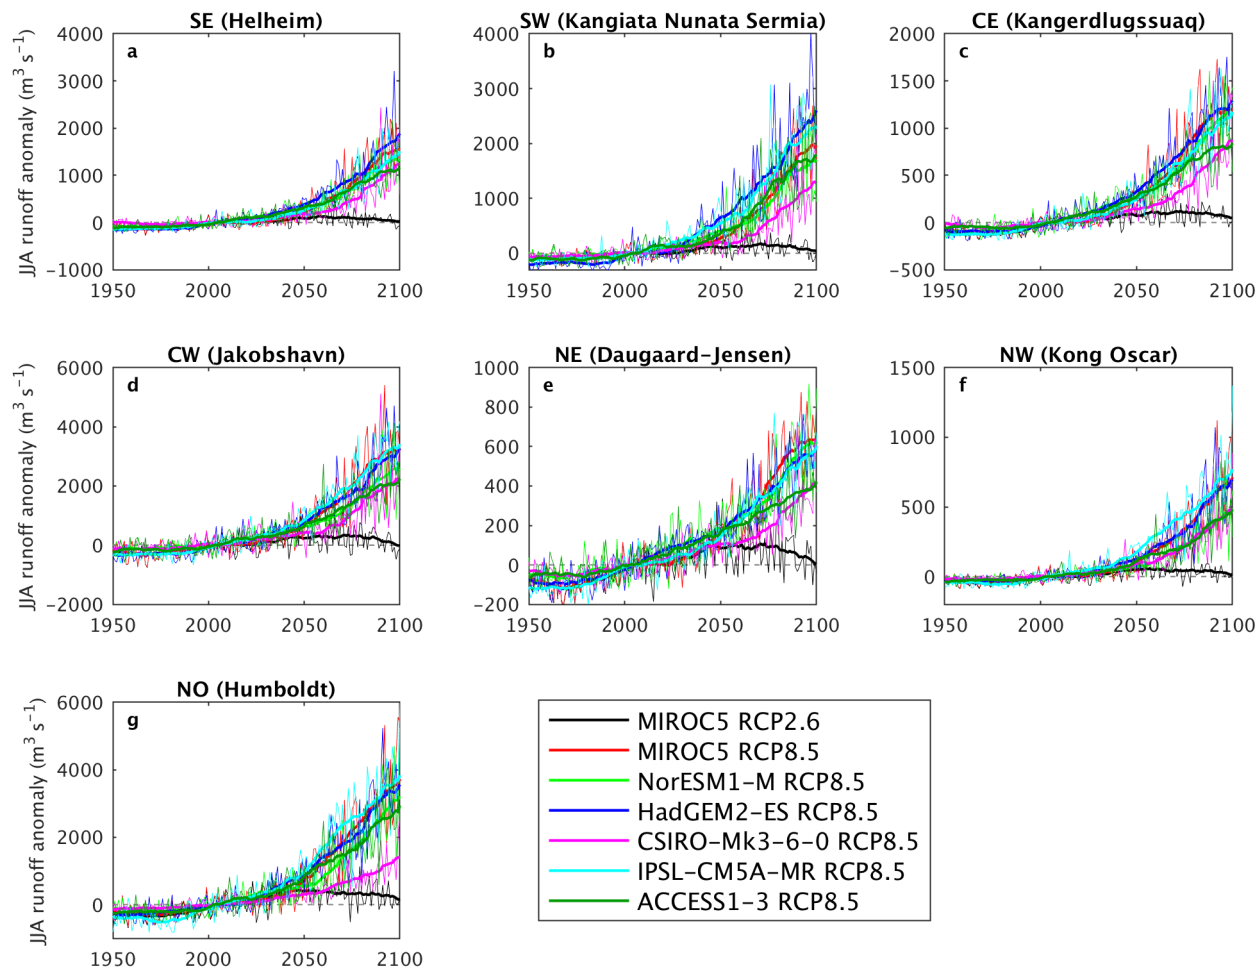 SE (Helheim)
SW (Kangiata Nunata Sermia)
CE (Kangerdlugssuaq)
JJA runoff anomaly (m³ s⁻¹)
a
4000
3000
2000
1000
0
−1000
1950 2000 2050 2100
b
4000
3000
2000
1000
0
1950 2000 2050 2100
c
2000
1500
1000
500
0
−500
1950 2000 2050 2100
CW (Jakobshavn)
NE (Daugaard−Jensen)
NW (Kong Oscar)
JJA runoff anomaly (m³ s⁻¹)
d
6000
4000
2000
0
−2000
1950 2000 2050 2100
e
1000
800
600
400
200
0
−200
1950 2000 2050 2100
f
1500
1000
500
0
1950 2000 2050 2100
NO (Humboldt)
JJA runoff anomaly (m³ s⁻¹)
g
6000
4000
2000
0
1950 2000 2050 2100
MIROC5 RCP2.6
MIROC5 RCP8.5
NorESM1−M RCP8.5
HadGEM2−ES RCP8.5
CSIRO−Mk3−6−0 RCP8.5
IPSL−CM5A−MR RCP8.5
ACCESS1−3 RCP8.5